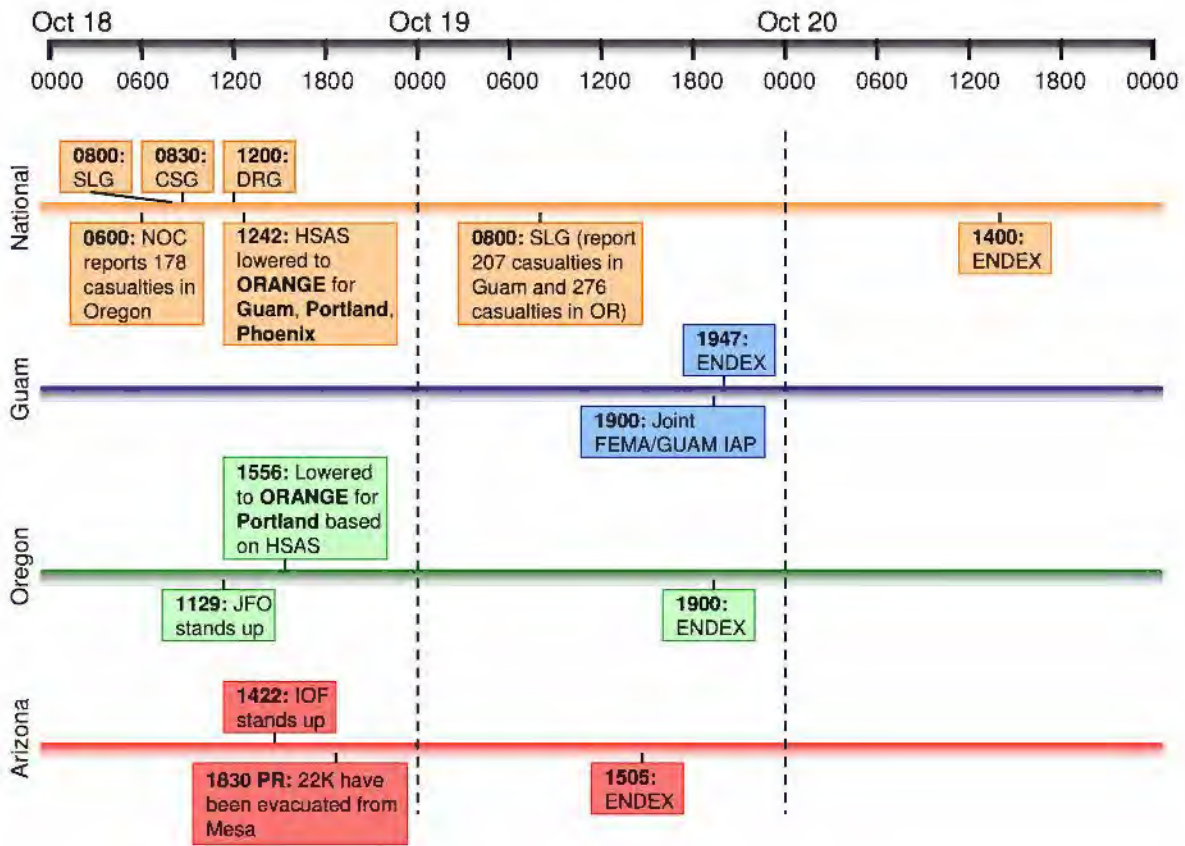 Oct 18 Oct 19 Oct 20
0000 0600 1200 1800 0000 0600 1200 1800 0000 0600 1200 1800 0000
National
0800:
SLG
0830:
CSG
1200:
DRG
0600: NOC
reports 178
casualties in
Oregon
1242: HSAS
lowered to
ORANGE for
Guam, Portland,
Phoenix
0800: SLG (report
207 casualties in
Guam and 276
casualties in OR)
1400:
ENDEX
Guam
1947:
ENDEX
1900: Joint
FEMA/GUAM IAP
Oregon
1556: Lowered
to ORANGE for
Portland based
on HSAS
1129: JFO
stands up
1900:
ENDEX
Arizona
1422: IOF
stands up
1830 PR: 22K have
been evacuated from
Mesa
1505:
ENDEX